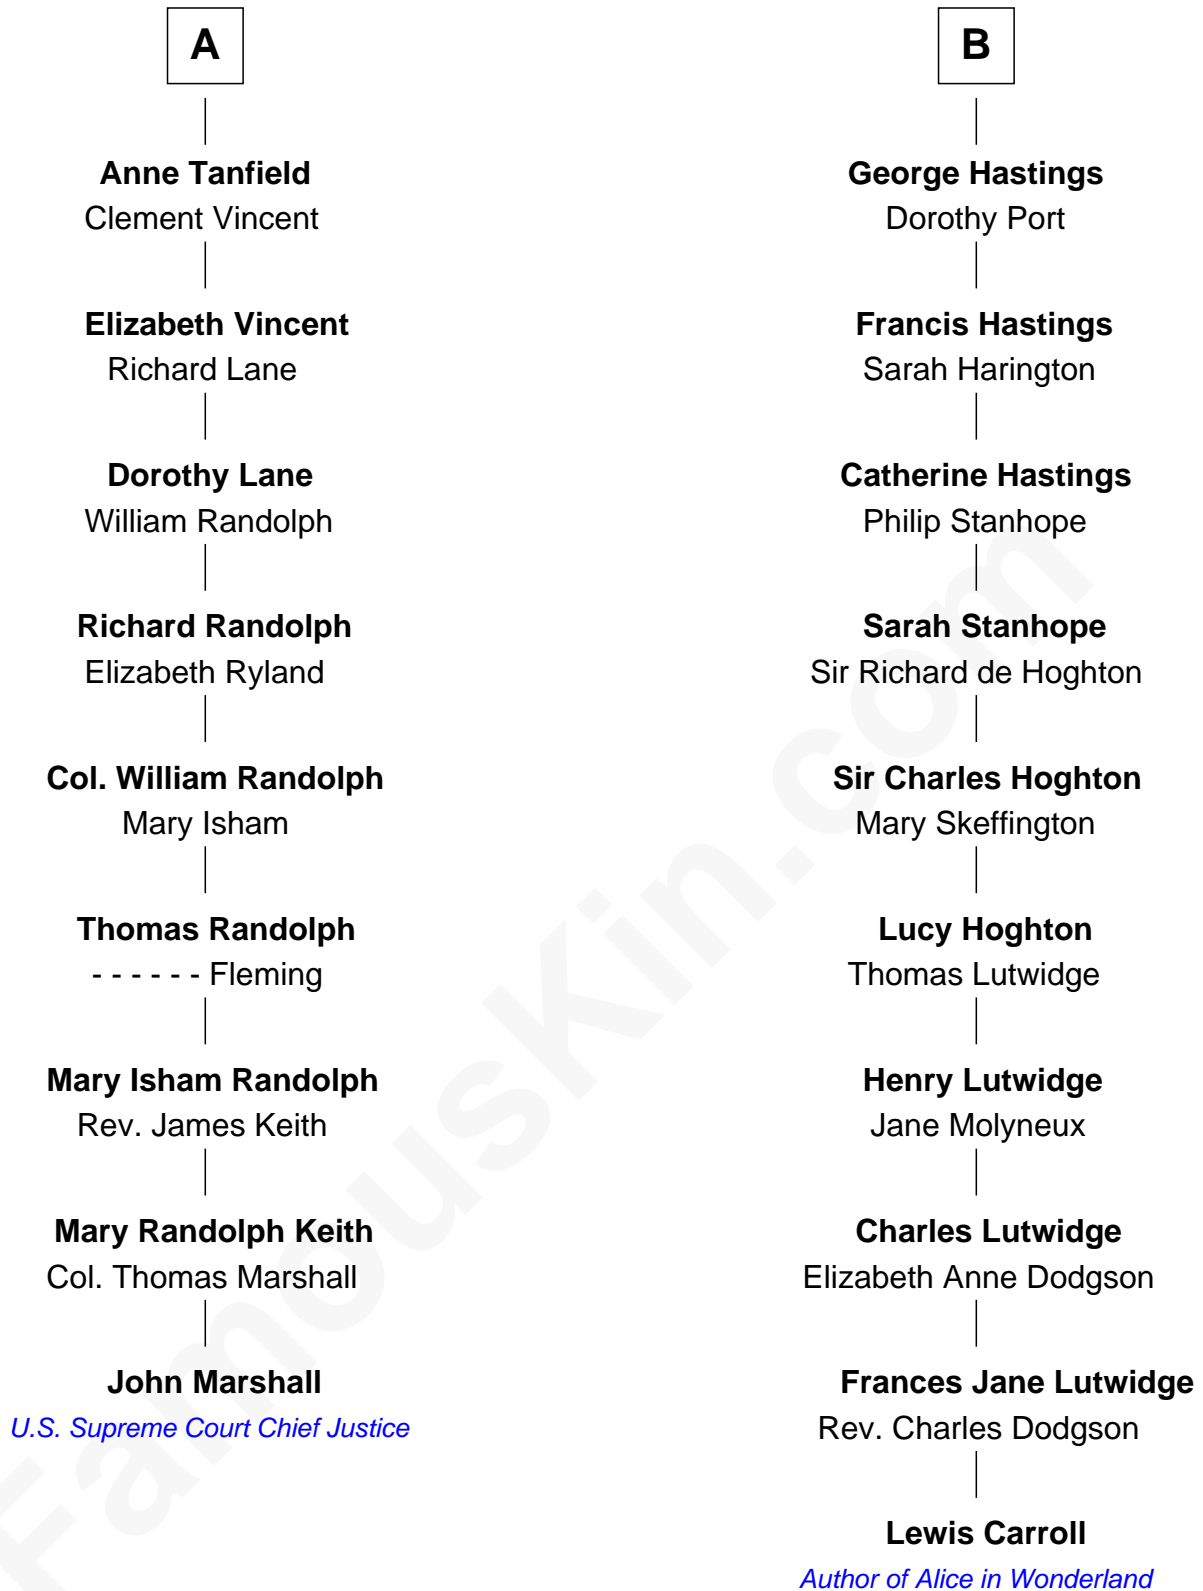 A
Anne Tanfield
Clement Vincent
Elizabeth Vincent
Richard Lane
Dorothy Lane
William Randolph
Richard Randolph
Elizabeth Ryland
Col. William Randolph
Mary Isham
Thomas Randolph
- - - - - - Fleming
Mary Isham Randolph
Rev. James Keith
Mary Randolph Keith
Col. Thomas Marshall
John Marshall
U.S. Supreme Court Chief Justice
B
George Hastings
Dorothy Port
Francis Hastings
Sarah Harington
Catherine Hastings
Philip Stanhope
Sarah Stanhope
Sir Richard de Hoghton
Sir Charles Hoghton
Mary Skeffington
Lucy Hoghton
Thomas Lutwidge
Henry Lutwidge
Jane Molyneux
Charles Lutwidge
Elizabeth Anne Dodgson
Frances Jane Lutwidge
Rev. Charles Dodgson
Lewis Carroll
Author of Alice in Wonderland
FamousKin.com